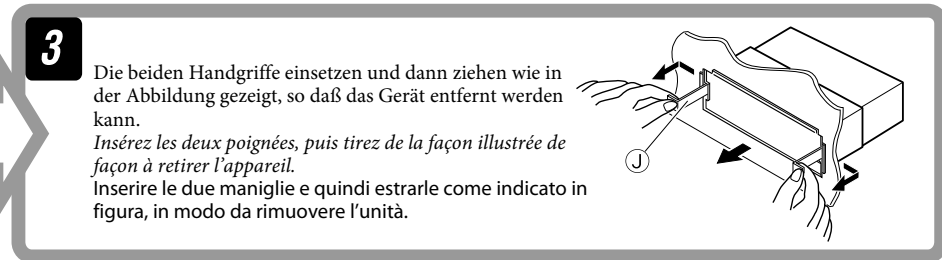 3
Die beiden Handgriffe einsetzen und dann ziehen wie in
der Abbildung gezeigt, so daß das Gerät entfernt werden
kann.
Insérez les deux poignées, puis tirez de la façon illustrée de
façon à retirer l'appareil.
Inserire le due maniglie e quindi estrarle come indicato in
figura, in modo da rimuovere l'unità.
J